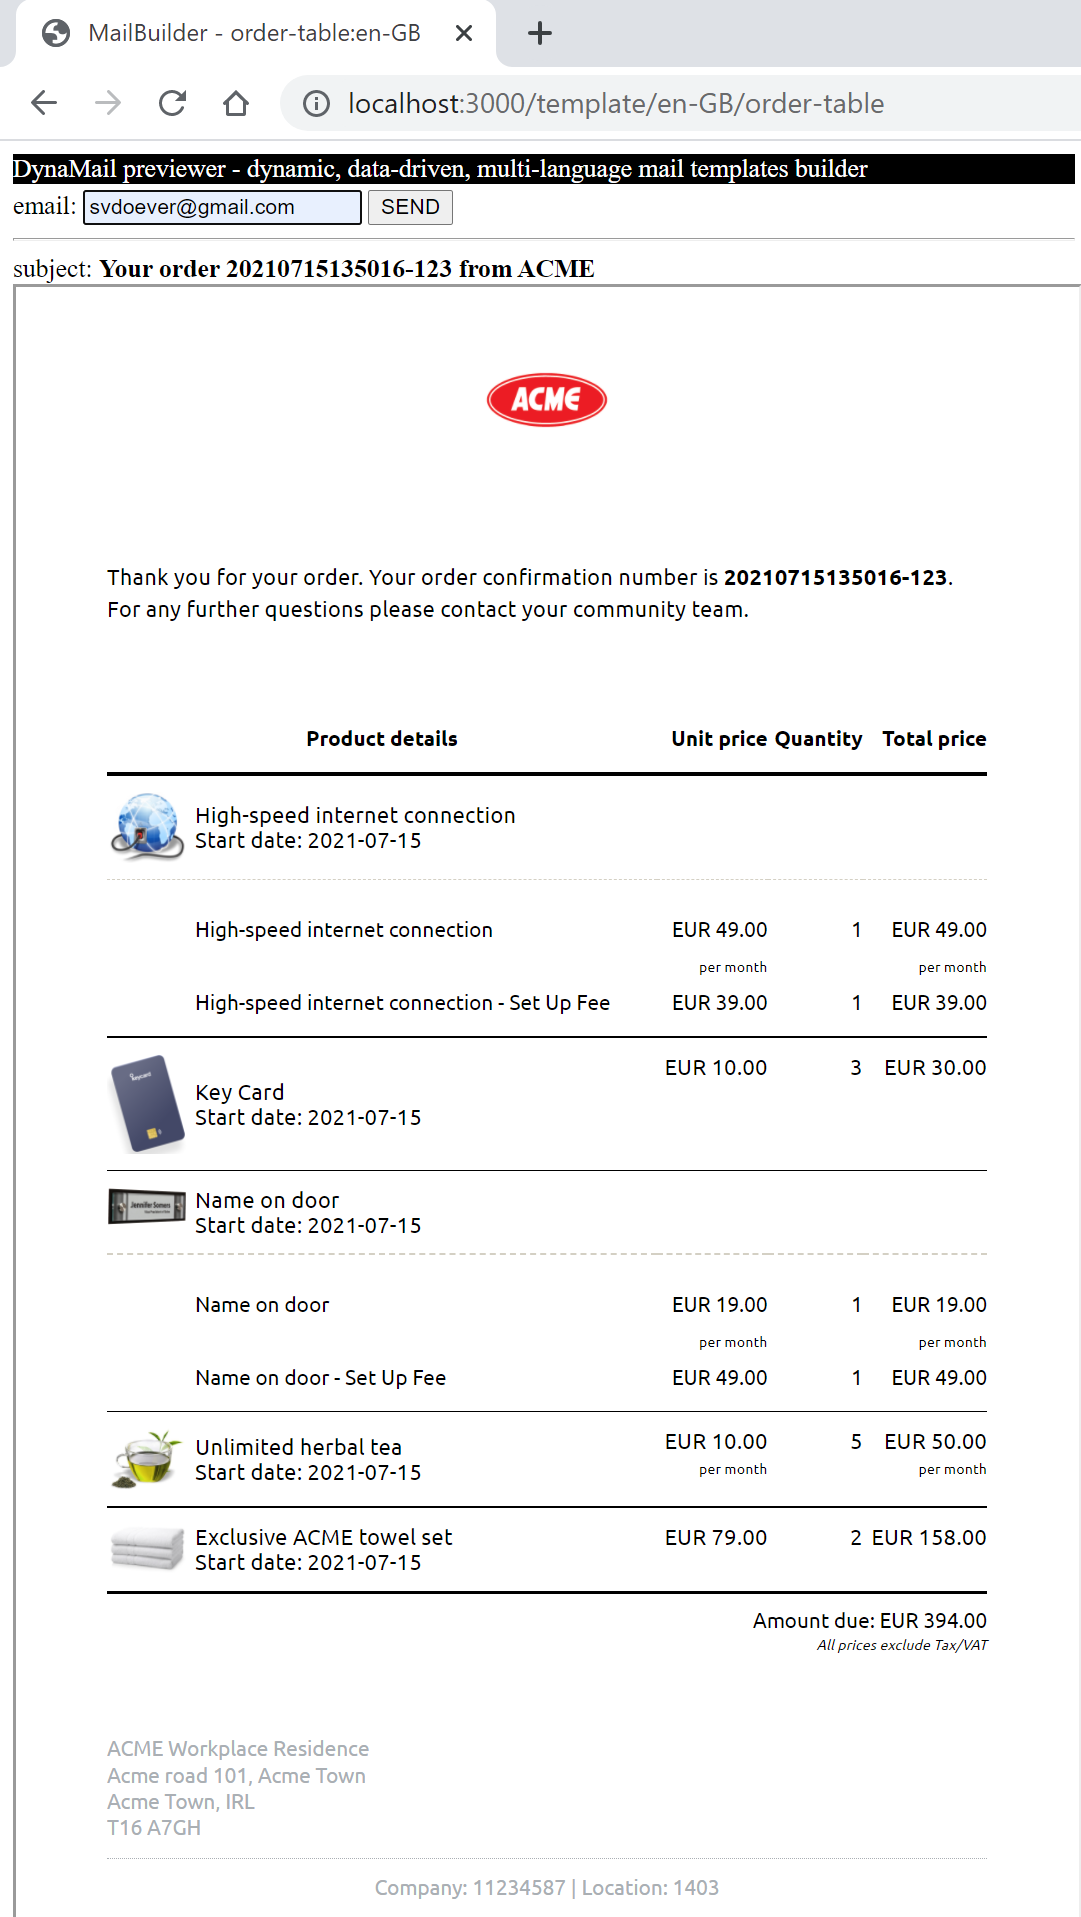 MailBuilder - order-table:en-GB
localhost:3000/template/en-GB/order-table
DynaMail previewer - dynamic, data-driven, multi-language mail templates builder
email: svdoever@gmail.com SEND
subject: Your order 20210715135016-123 from ACME
ACME
Thank you for your order. Your order confirmation number is 20210715135016-123.
For any further questions please contact your community team.
Product details Unit price Quantity Total price
High-speed internet connection
Start date: 2021-07-15
High-speed internet connection EUR 49.00 1 EUR 49.00
per month per month
High-speed internet connection - Set Up Fee EUR 39.00 1 EUR 39.00
EUR 10.00 3 EUR 30.00
keycard
Key Card
Start date: 2021-07-15
Jennifer Somers
Name on door
Start date: 2021-07-15
Name on door EUR 19.00 1 EUR 19.00
per month per month
Name on door - Set Up Fee EUR 49.00 1 EUR 49.00
Unlimited herbal tea EUR 10.00 5 EUR 50.00
Start date: 2021-07-15 per month per month
Exclusive ACME towel set EUR 79.00 2 EUR 158.00
Start date: 2021-07-15
Amount due: EUR 394.00
All prices exclude Tax/VAT
ACME Workplace Residence
Acme road 101, Acme Town
Acme Town, IRL
T16 A7GH
Company: 11234587 | Location: 1403